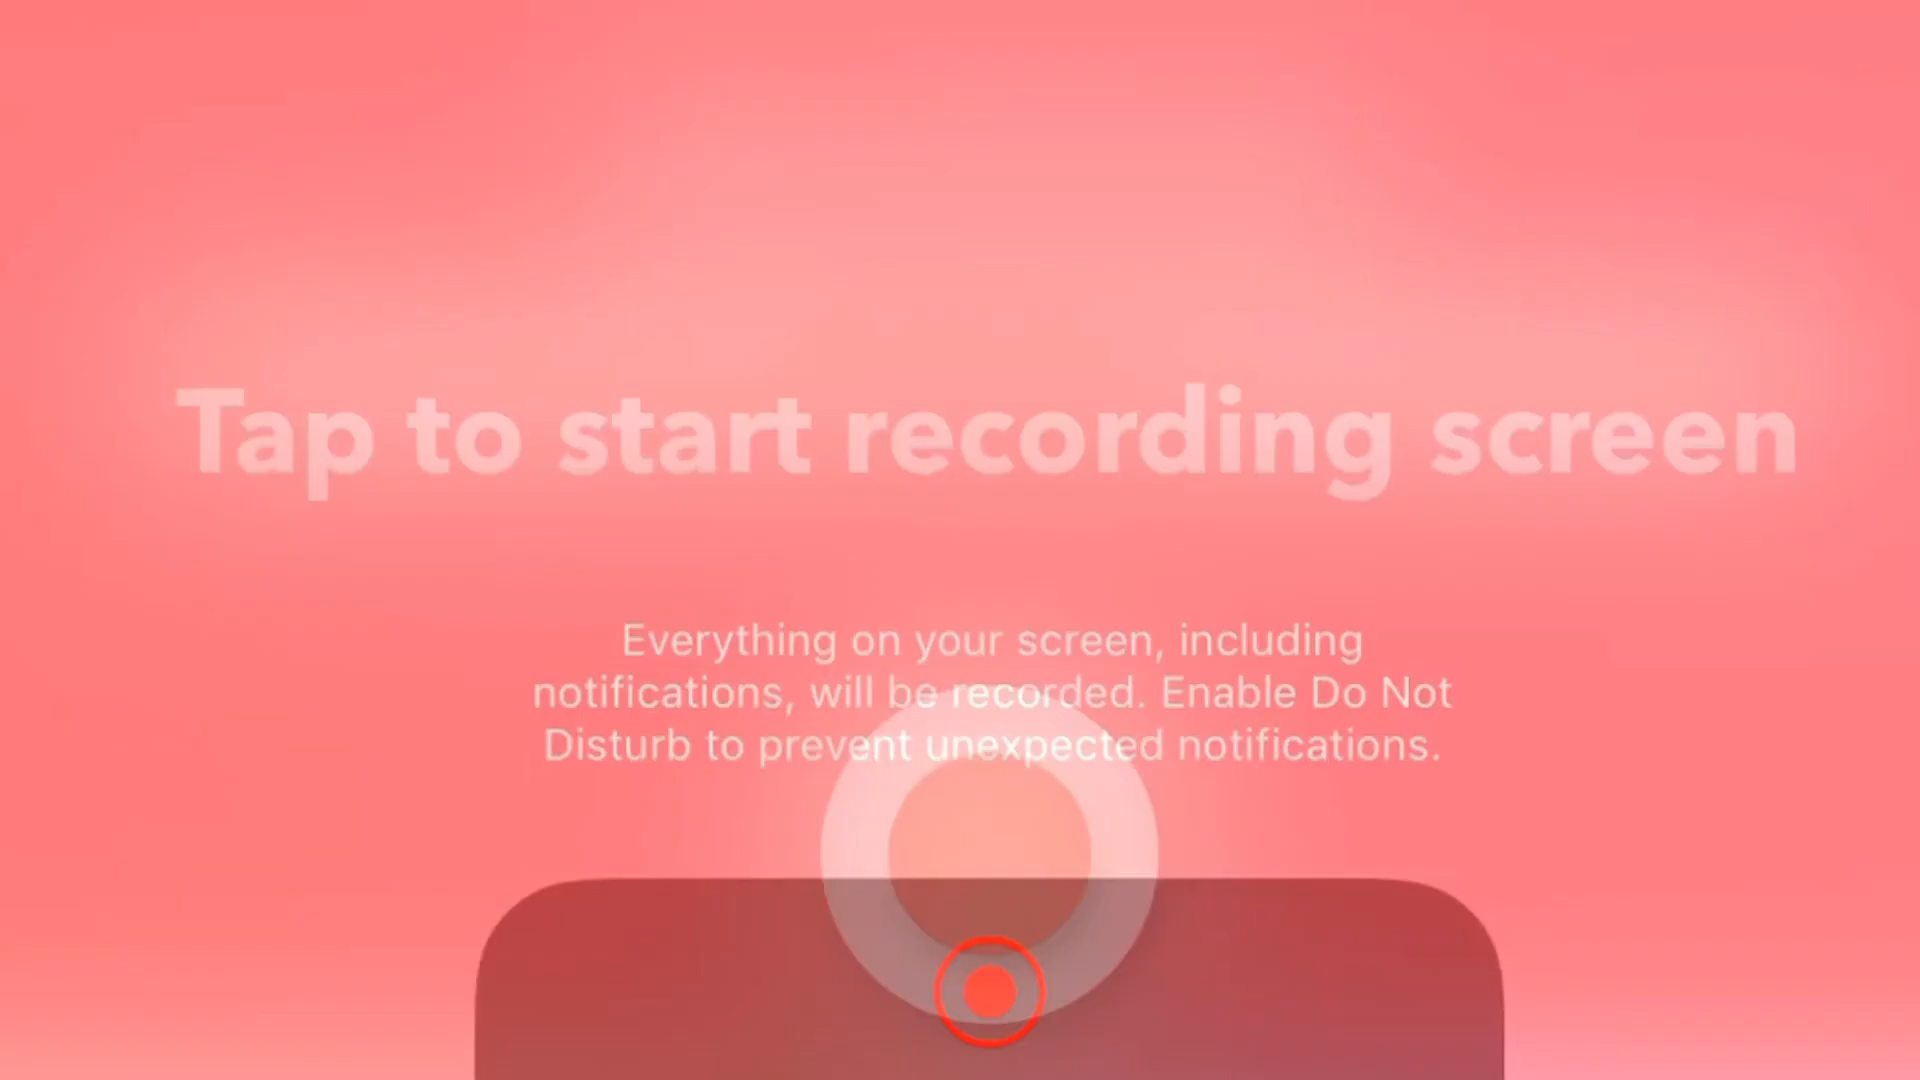 Tap to start recording screen
Everything on your screen, including
notifications, will be recorded. Enable Do Not
Disturb to prevent unexpected notifications.